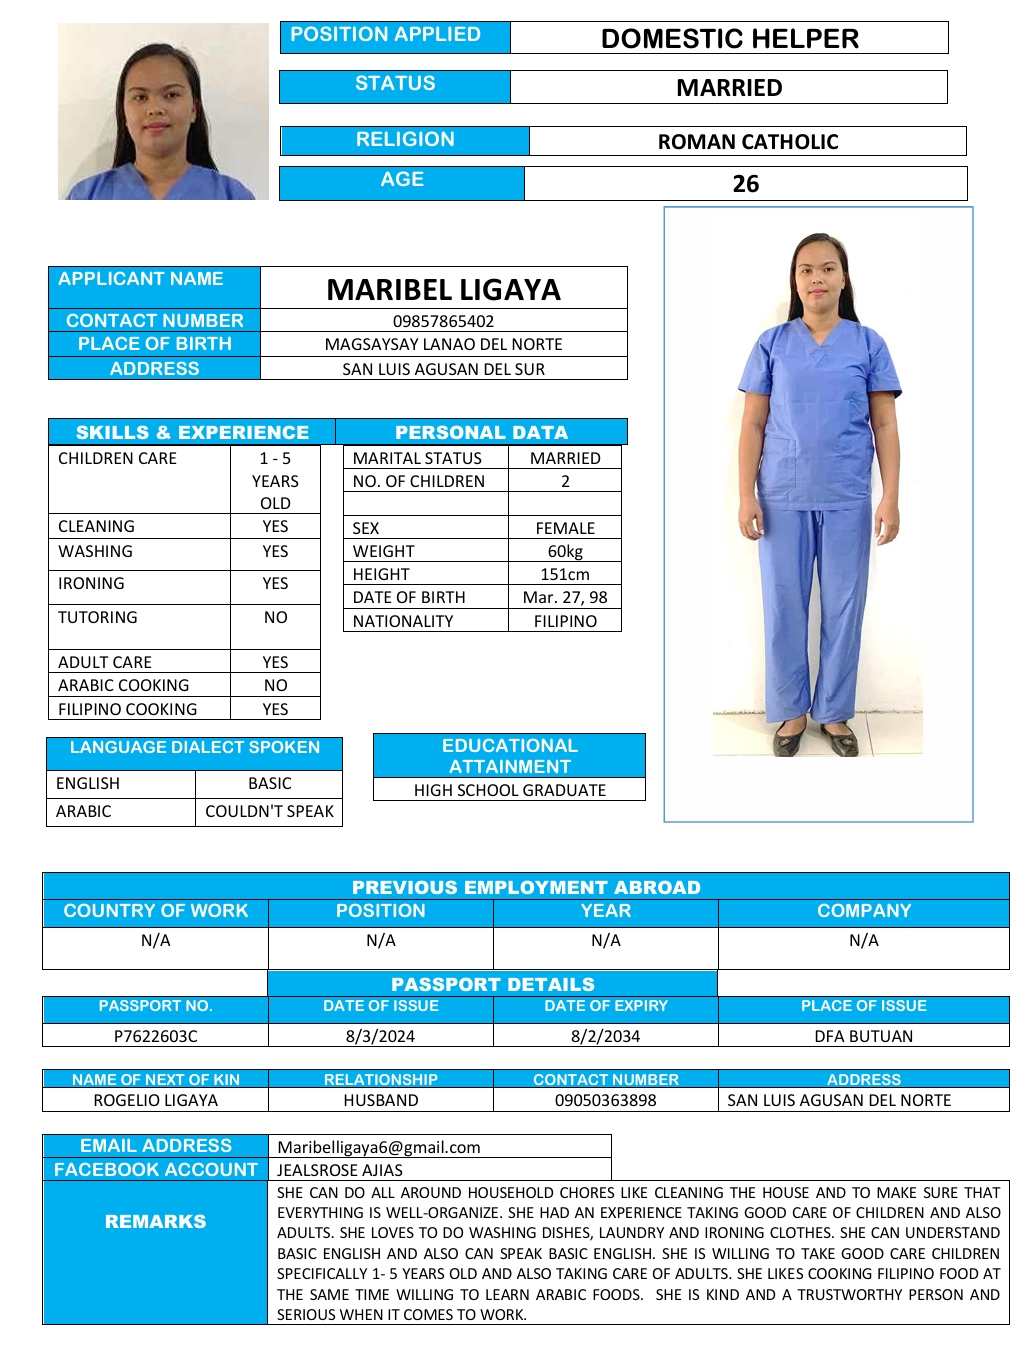 POSITION APPLIED DOMESTIC HELPER
STATUS MARRIED
RELIGION ROMAN CATHOLIC
AGE 26
APPLICANT NAME MARIBEL LIGAYA
CONTACT NUMBER 09857865402
PLACE OF BIRTH MAGSAYSAY LANAO DEL NORTE
ADDRESS SAN LUIS AGUSAN DEL SUR
SKILLS & EXPERIENCE
CHILDREN CARE 1 - 5
YEARS
OLD
CLEANING YES
WASHING YES
IRONING YES
TUTORING NO
ADULT CARE YES
ARABIC COOKING NO
FILIPINO COOKING YES
PERSONAL DATA
MARITAL STATUS MARRIED
NO. OF CHILDREN 2
SEX FEMALE
WEIGHT 60kg
HEIGHT 151cm
DATE OF BIRTH Mar. 27, 98
NATIONALITY FILIPINO
LANGUAGE DIALECT SPOKEN
ENGLISH BASIC
ARABIC COULDN'T SPEAK
EDUCATIONAL
ATTAINMENT
HIGH SCHOOL GRADUATE
PREVIOUS EMPLOYMENT ABROAD
COUNTRY OF WORK POSITION YEAR COMPANY
N/A N/A N/A N/A
PASSPORT DETAILS
PASSPORT NO. DATE OF ISSUE DATE OF EXPIRY PLACE OF ISSUE
P7622603C 8/3/2024 8/2/2034 DFA BUTUAN
NAME OF NEXT OF KIN RELATIONSHIP CONTACT NUMBER ADDRESS
ROGELIO LIGAYA HUSBAND 09050363898 SAN LUIS AGUSAN DEL NORTE
EMAIL ADDRESS Maribelligaya6@gmail.com
FACEBOOK ACCOUNT JEALSROSE AJIAS
REMARKS
SHE CAN DO ALL AROUND HOUSEHOLD CHORES LIKE CLEANING THE HOUSE AND TO MAKE SURE THAT
EVERYTHING IS WELL-ORGANIZE. SHE HAD AN EXPERIENCE TAKING GOOD CARE OF CHILDREN AND ALSO
ADULTS. SHE LOVES TO DO WASHING DISHES, LAUNDRY AND IRONING CLOTHES. SHE CAN UNDERSTAND
BASIC ENGLISH AND ALSO CAN SPEAK BASIC ENGLISH. SHE IS WILLING TO TAKE GOOD CARE CHILDREN
SPECIFICALLY 1- 5 YEARS OLD AND ALSO TAKING CARE OF ADULTS. SHE LIKES COOKING FILIPINO FOOD AT
THE SAME TIME WILLING TO LEARN ARABIC FOODS. SHE IS KIND AND A TRUSTWORTHY PERSON AND
SERIOUS WHEN IT COMES TO WORK.